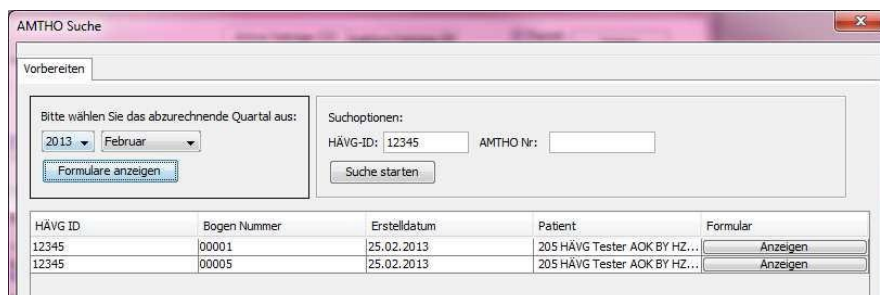 AMTHO Suche
Vorbereiten
Bitte wählen Sie das abzurechnende Quartal aus:
2013 Februar
Formulare anzeigen
Suchoptionen:
HÄVG-ID: 12345 AMTHO Nr:
Suche starten
HÄVG ID Bogen Nummer Erstelldatum Patient Formular
12345 00001 25.02.2013 205 HÄVG Tester AOK BY HZ... Anzeigen
12345 00005 25.02.2013 205 HÄVG Tester AOK BY HZ... Anzeigen